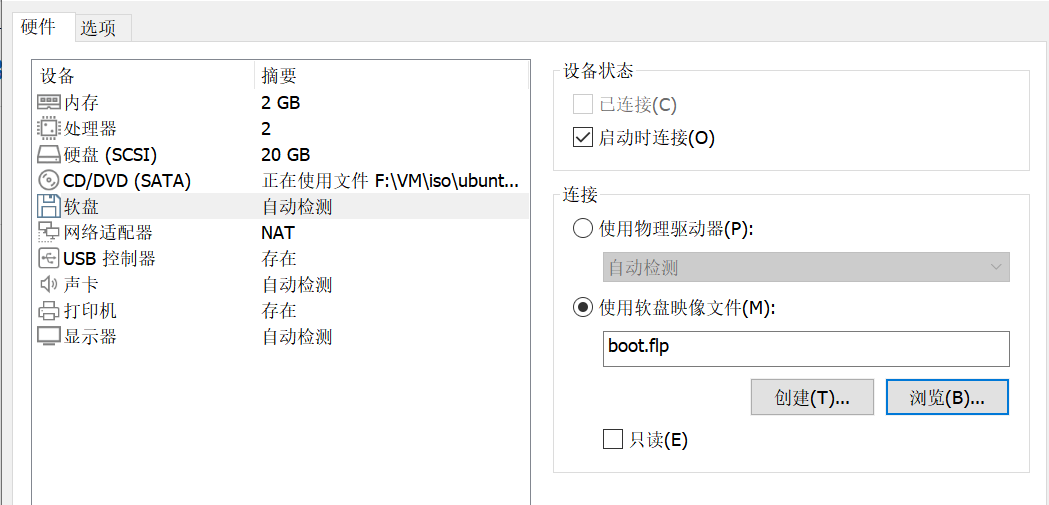 硬件 选项
设备 摘要
内存 2 GB
处理器 2
硬盘 (SCSI) 20 GB
CD/DVD (SATA) 正在使用文件 F:\VM\iso\ubunt...
软盘 自动检测
网络适配器 NAT
USB 控制器 存在
声卡 自动检测
打印机 存在
显示器 自动检测
设备状态
已连接(C)
启动时连接(O)
连接
使用物理驱动器(P):
自动检测
使用软盘映像文件(M):
boot.flp
创建(T)... 浏览(B)...
只读(E)